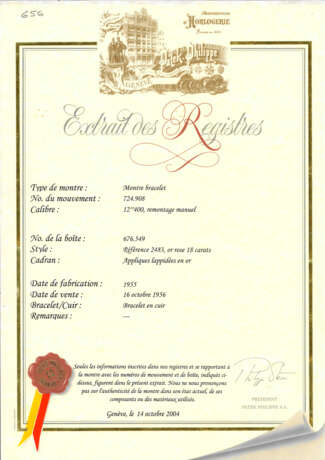 656
HORLOGERIE
GENÈVE
Patek Philippe
Extrait des Registres
Type de montre : Montre bracelet
No. du mouvement : 724.908
Calibre : 12'''400, remontage manuel
No. de la boîte : 676.549
Style : Référence 2483, or rose 18 carats
Cadran : Appliques lappidées en or
Date de fabrication : 1955
Date de vente : 16 octobre 1956
Bracelet/Cuir : Bracelet en cuir
Remarques : ---
Seules les informations inscrites dans nos registres et se rapportant à
la montre avec les numéros de mouvement et de boîte, indiqués ci-
dessus, figurent dans le présent extrait. Nous ne nous prononçons
pas sur l'authenticité de la montre dans son état actuel, de ses
composants ou des matériaux utilisés.
PRESIDENT
PATEK PHILIPPE S.A.
Genève, le 14 octobre 2004